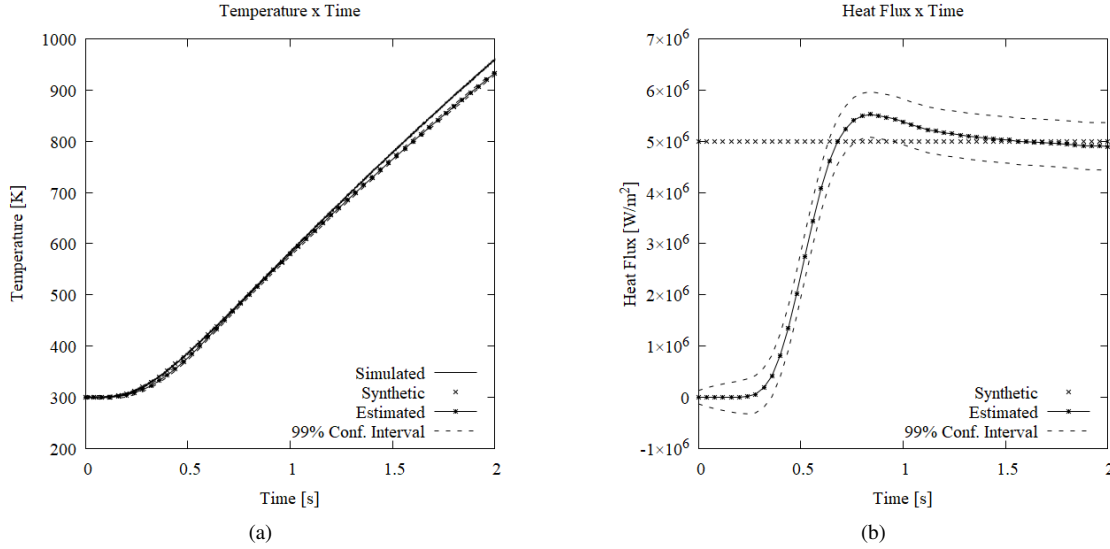 Temperature x Time
1000
900
800
700
600
500
400
300
200
Temperature [K]
Simulated
Synthetic
Estimated
99% Conf. Interval
0
0.5
1
1.5
2
Time [s]
(a)
Heat Flux x Time
7×10⁶
6×10⁶
5×10⁶
4×10⁶
3×10⁶
2×10⁶
1×10⁶
0
-1×10⁶
Heat Flux [W/m²]
Synthetic
Estimated
99% Conf. Interval
0
0.5
1
1.5
2
Time [s]
(b)